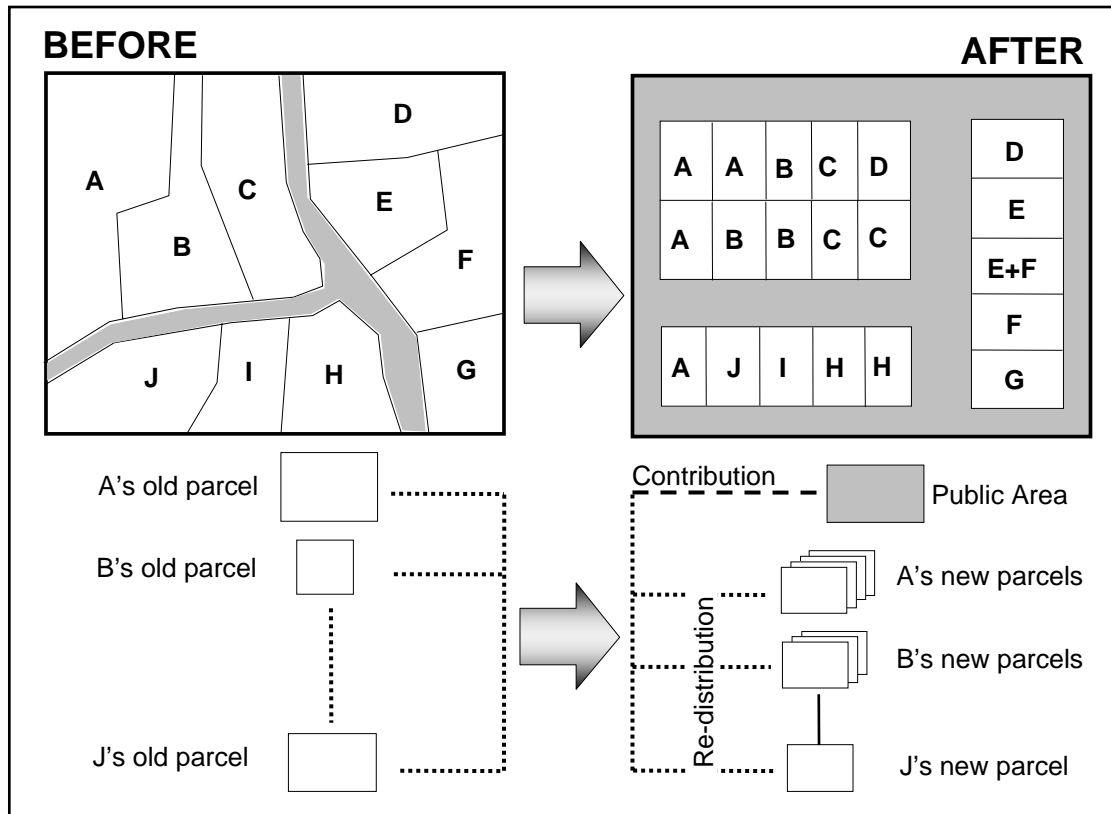 BEFORE
AFTER
A
B
C
D
E
F
G
H
I
J
A A B C D
A B B C C
A J I H H
D
E
E+F
F
G
A's old parcel
B's old parcel
J's old parcel
Contribution
Public Area
Re-distribution
A's new parcels
B's new parcels
J's new parcel